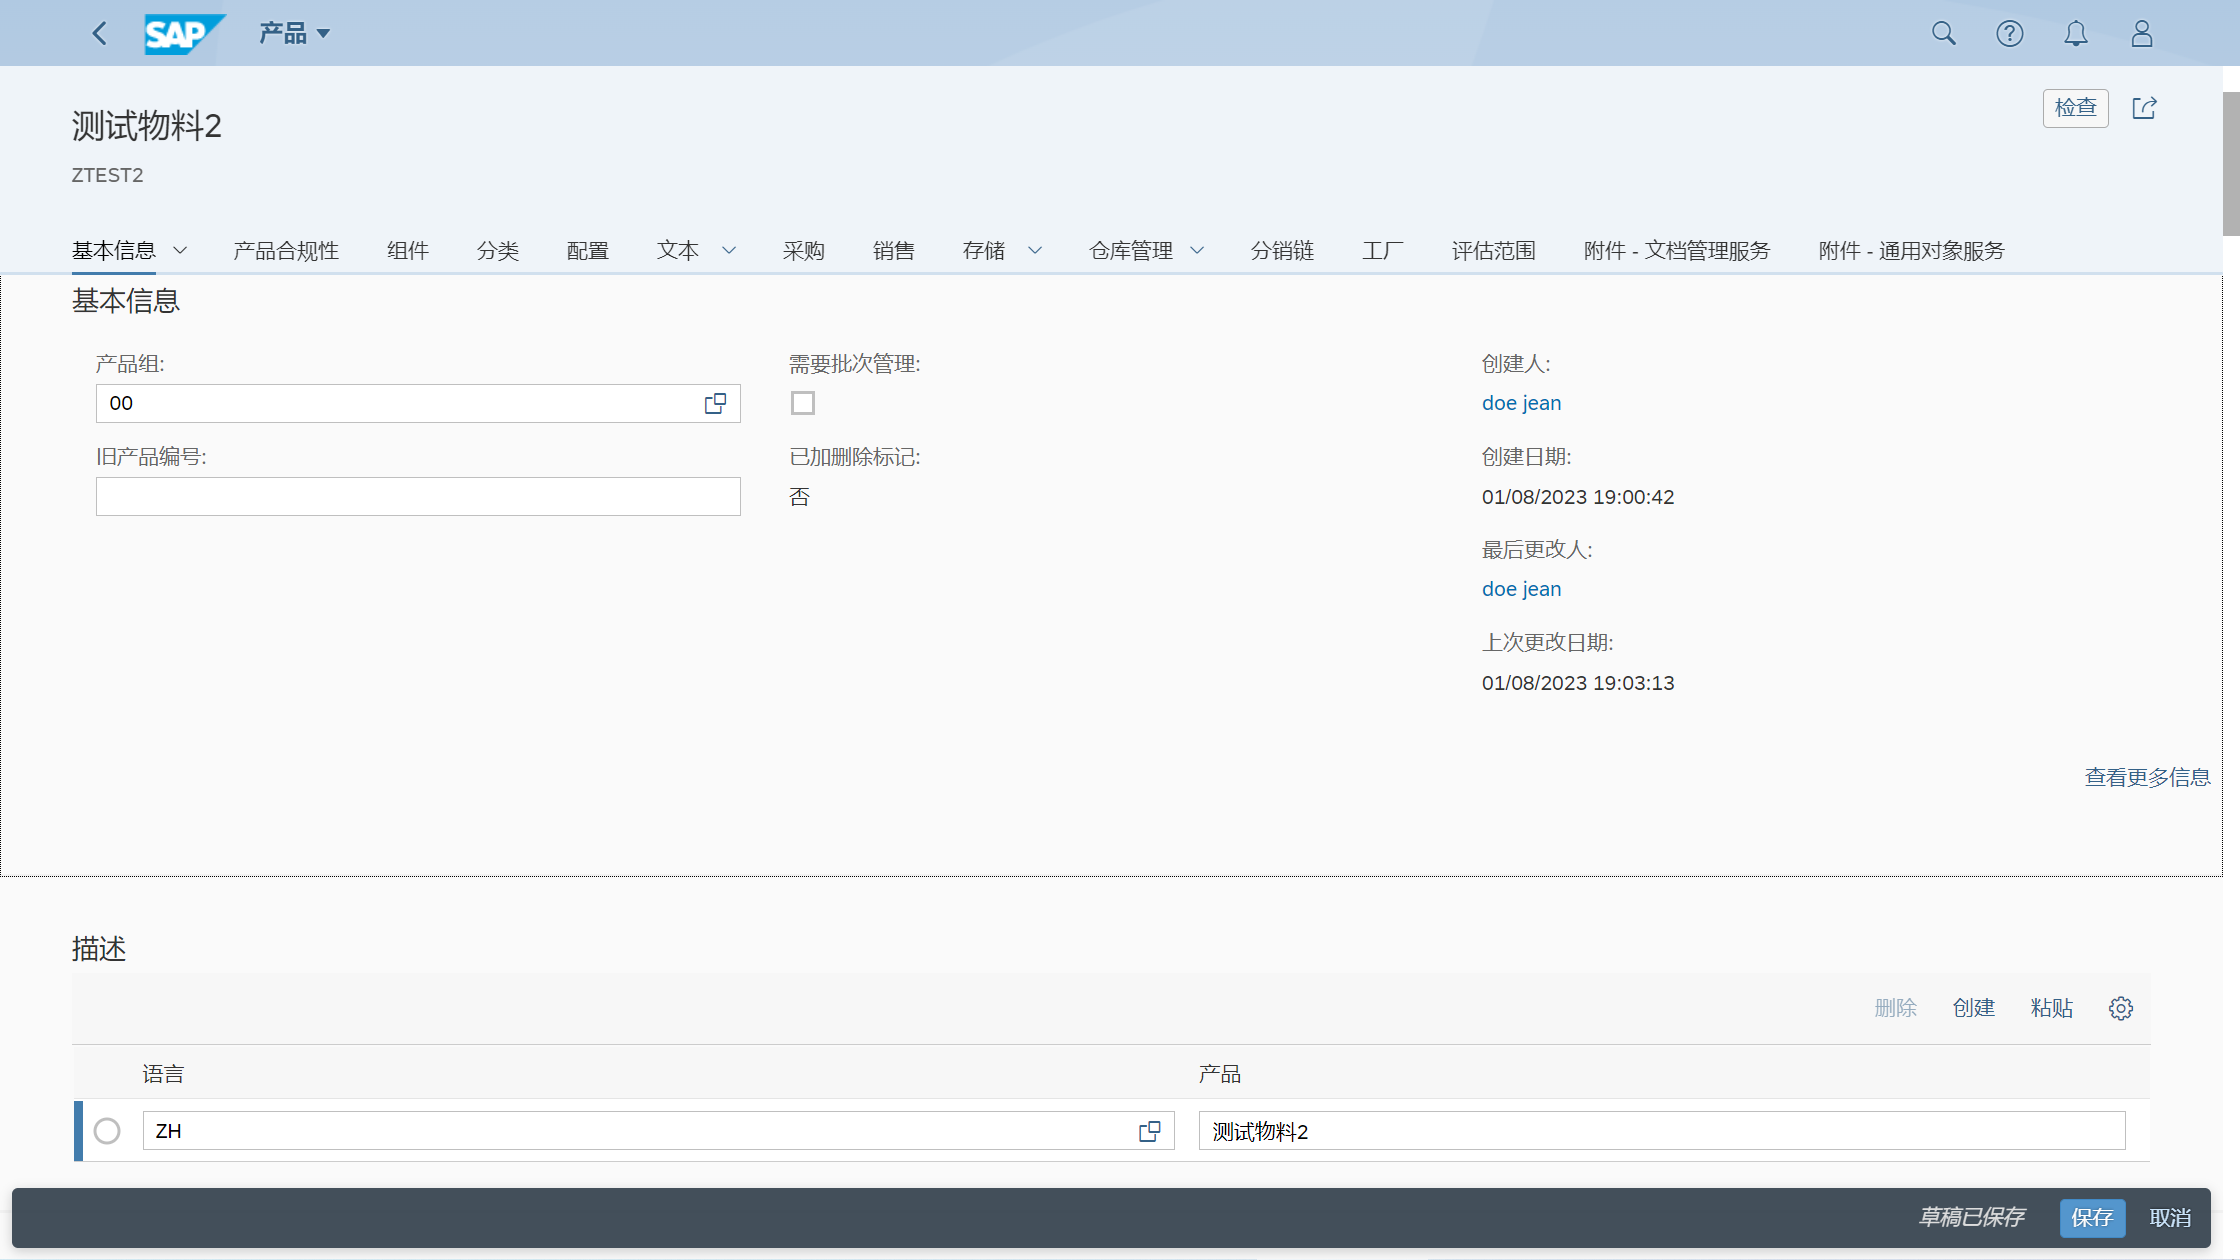 SAP 产品
测试物料2
检查
ZTEST2
基本信息 产品合规性 组件 分类 配置 文本 采购 销售 存储 仓库管理 分销链 工厂 评估范围 附件 - 文档管理服务 附件 - 通用对象服务
基本信息
产品组: 需要批次管理: 创建人:
00 doe jean
旧产品编号: 已加删除标记: 创建日期:
否 01/08/2023 19:00:42
最后更改人:
doe jean
上次更改日期:
01/08/2023 19:03:13
查看更多信息
描述
删除 创建 粘贴
语言 产品
ZH 测试物料2
草稿已保存 保存 取消